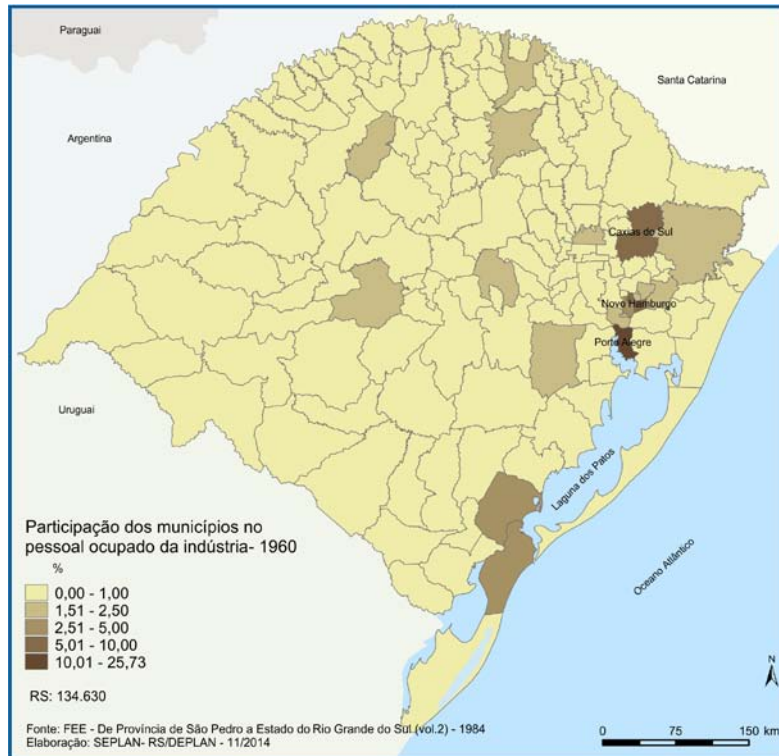 Paraguai
Santa Catarina
Argentina
Caxias do Sul
Novo Hamburgo
Porto Alegre
Uruguai
Laguna dos Patos
Oceano Atlântico
Participação dos municípios no
pessoal ocupado da indústria- 1960
%
0,00 - 1,00
1,51 - 2,50
2,51 - 5,00
5,01 - 10,00
10,01 - 25,73
RS: 134.630
N
Fonte: FEE - De Província de São Pedro a Estado do Rio Grande do Sul (vol.2) - 1984
Elaboração: SEPLAN- RS/DEPLAN - 11/2014
0 75 150 km